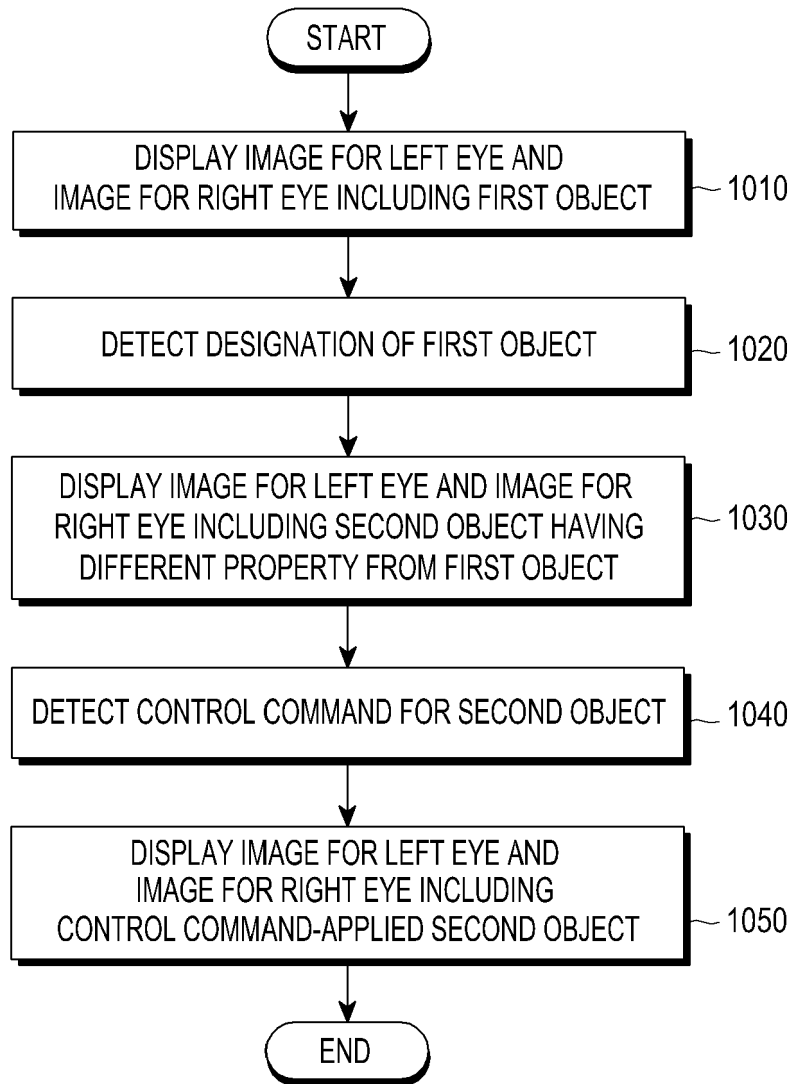 START
DISPLAY IMAGE FOR LEFT EYE AND
IMAGE FOR RIGHT EYE INCLUDING FIRST OBJECT
1010
DETECT DESIGNATION OF FIRST OBJECT
1020
DISPLAY IMAGE FOR LEFT EYE AND IMAGE FOR
RIGHT EYE INCLUDING SECOND OBJECT HAVING
DIFFERENT PROPERTY FROM FIRST OBJECT
1030
DETECT CONTROL COMMAND FOR SECOND OBJECT
1040
DISPLAY IMAGE FOR LEFT EYE AND
IMAGE FOR RIGHT EYE INCLUDING
CONTROL COMMAND-APPLIED SECOND OBJECT
1050
END